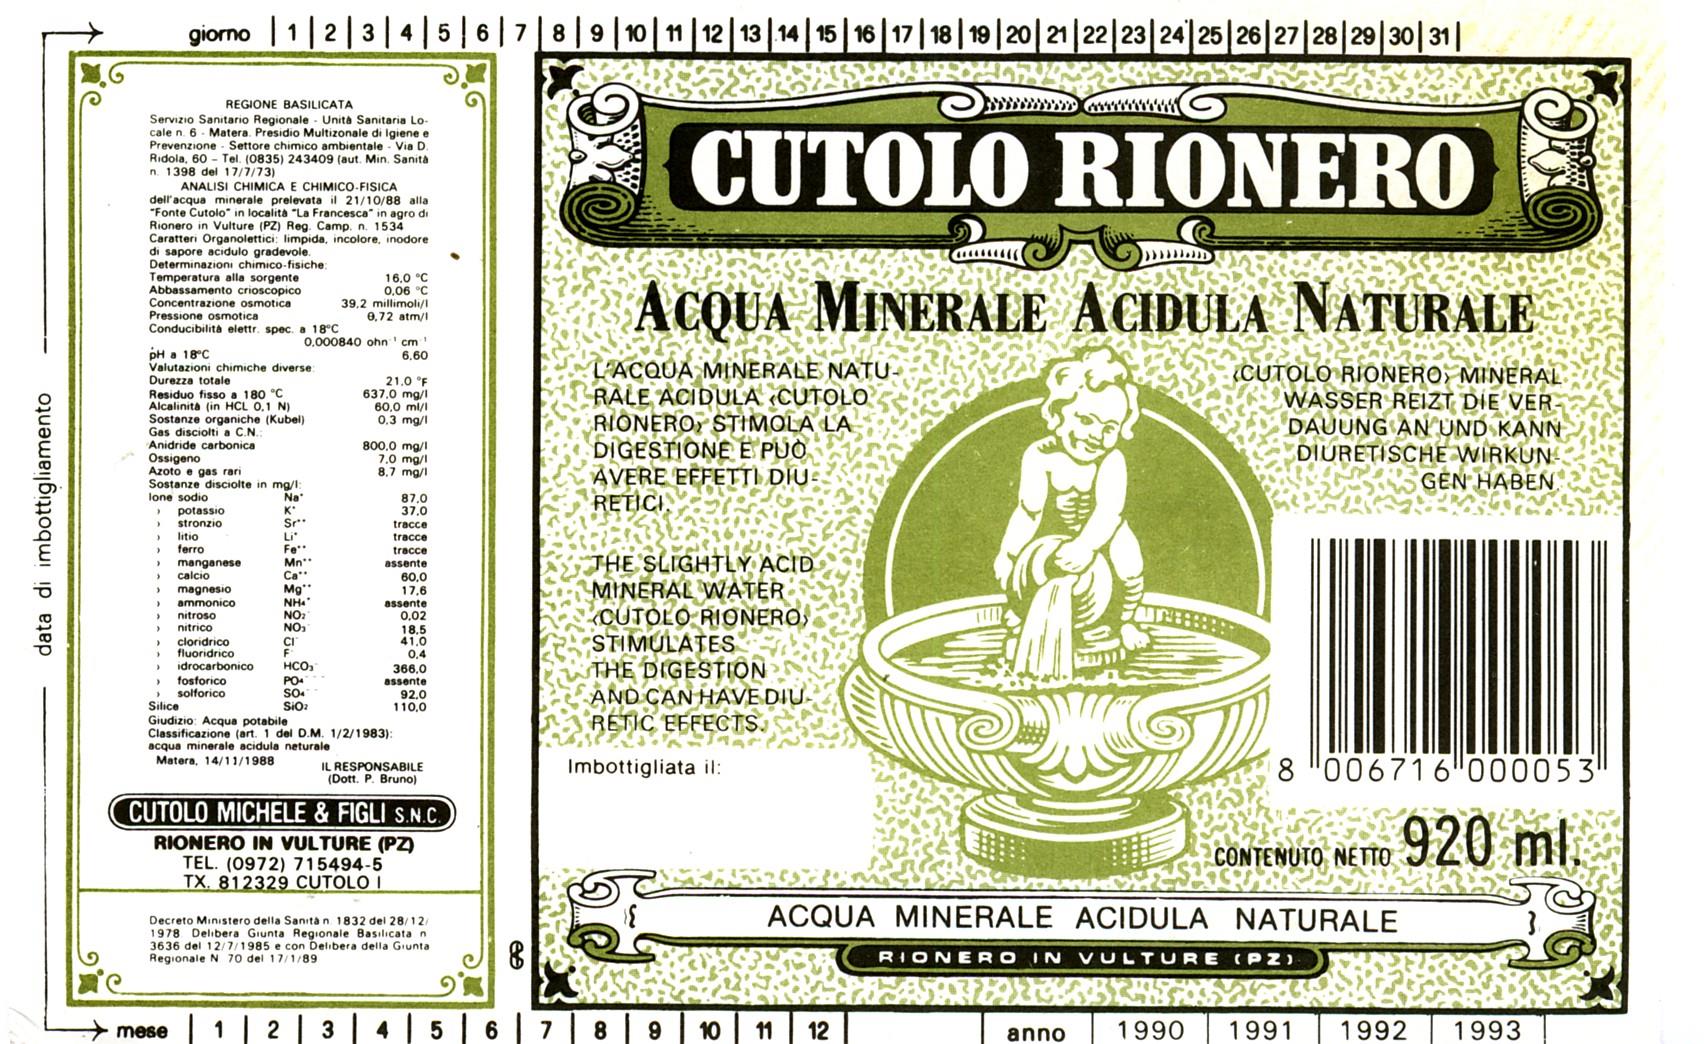 giorno 1 2 3 4 5 6 7 8 9 10 11 12 13 14 15 16 17 18 19 20 21 22 23 24 25 26 27 28 29 30 31
data di imbottigliamento
REGIONE BASILICATA
Servizio Sanitario Regionale - Unità Sanitaria Lo-
cale n. 6 - Matera. Presidio Multizonale di Igiene e
Prevenzione - Settore chimico ambientale - Via D.
Ridola, 60 – Tel. (0835) 243409 (aut. Min. Sanità
n. 1398 del 17/7/73)
ANALISI CHIMICA E CHIMICO-FISICA
dell'acqua minerale prelevata il 21/10/88 alla
"Fonte Cutolo" in località "La Francesca" in agro di
Rionero in Vulture (PZ) Reg. Camp. n. 1534
Caratteri Organolettici: limpida, incolore, inodore
di sapore acidulo gradevole.
Determinazioni chimico-fisiche:
Temperatura alla sorgente 16,0 °C
Abbassamento crioscopico 0,06 °C
Concentrazione osmotica 39,2 millimoli/l
Pressione osmotica 0,72 atm/l
Conducibilità elettr. spec. a 18°C
0,000840 ohn⁻¹ cm⁻¹
pH a 18°C 6,60
Valutazioni chimiche diverse:
Durezza totale 21,0 °F
Residuo fisso a 180 °C 637,0 mg/l
Alcalinità (in HCL 0,1 N) 60,0 ml/l
Sostanze organiche (Kubel) 0,3 mg/l
Gas disciolti a C.N.:
Anidride carbonica 800,0 mg/l
Ossigeno 7,0 mg/l
Azoto e gas rari 8,7 mg/l
Sostanze disciolte in mg/l:
Ione sodio Na⁺ 87,0
› potassio K⁺ 37,0
› stronzio Sr⁺⁺ tracce
› litio Li⁺ tracce
› ferro Fe⁺⁺ tracce
› manganese Mn⁺⁺ assente
› calcio Ca⁺⁺ 60,0
› magnesio Mg⁺⁺ 17,6
› ammonico NH₄⁺ assente
› nitroso NO₂⁻ 0,02
› nitrico NO₃⁻ 18,5
› cloridrico Cl⁻ 41,0
› fluoridrico F⁻ 0,4
› idrocarbonico HCO₃⁻ 366,0
› fosforico PO₄⁻⁻⁻ assente
› solforico SO₄⁻⁻ 92,0
Silice SiO₂ 110,0
Giudizio: Acqua potabile
Classificazione (art. 1 del D.M. 1/2/1983):
acqua minerale acidula naturale
Matera, 14/11/1988 IL RESPONSABILE
(Dott. P. Bruno)
CUTOLO MICHELE & FIGLI S.N.C.
RIONERO IN VULTURE (PZ)
TEL. (0972) 715494-5
TX. 812329 CUTOLO I
Decreto Ministero della Sanità n. 1832 del 28/12/
1978 Delibera Giunta Regionale Basilicata n
3636 del 12/7/1985 e con Delibera della Giunta
Regionale N 70 del 17/1/89
CUTOLO RIONERO
ACQUA MINERALE ACIDULA NATURALE
L'ACQUA MINERALE NATU-
RALE ACIDULA ‹CUTOLO
RIONERO› STIMOLA LA
DIGESTIONE E PUÒ
AVERE EFFETTI DIU-
RETICI.
THE SLIGHTLY ACID
MINERAL WATER
‹CUTOLO RIONERO›
STIMULATES
THE DIGESTION
AND CAN HAVE DIU-
RETIC EFFECTS.
‹CUTOLO RIONERO› MINERAL
WASSER REIZT DIE VER-
DAUUNG AN UND KANN
DIURETISCHE WIRKUN-
GEN HABEN.
Imbottigliata il:
8 006716 000053
CONTENUTO NETTO 920 ml.
ACQUA MINERALE ACIDULA NATURALE
RIONERO IN VULTURE (PZ)
mese 1 2 3 4 5 6 7 8 9 10 11 12 anno 1990 1991 1992 1993